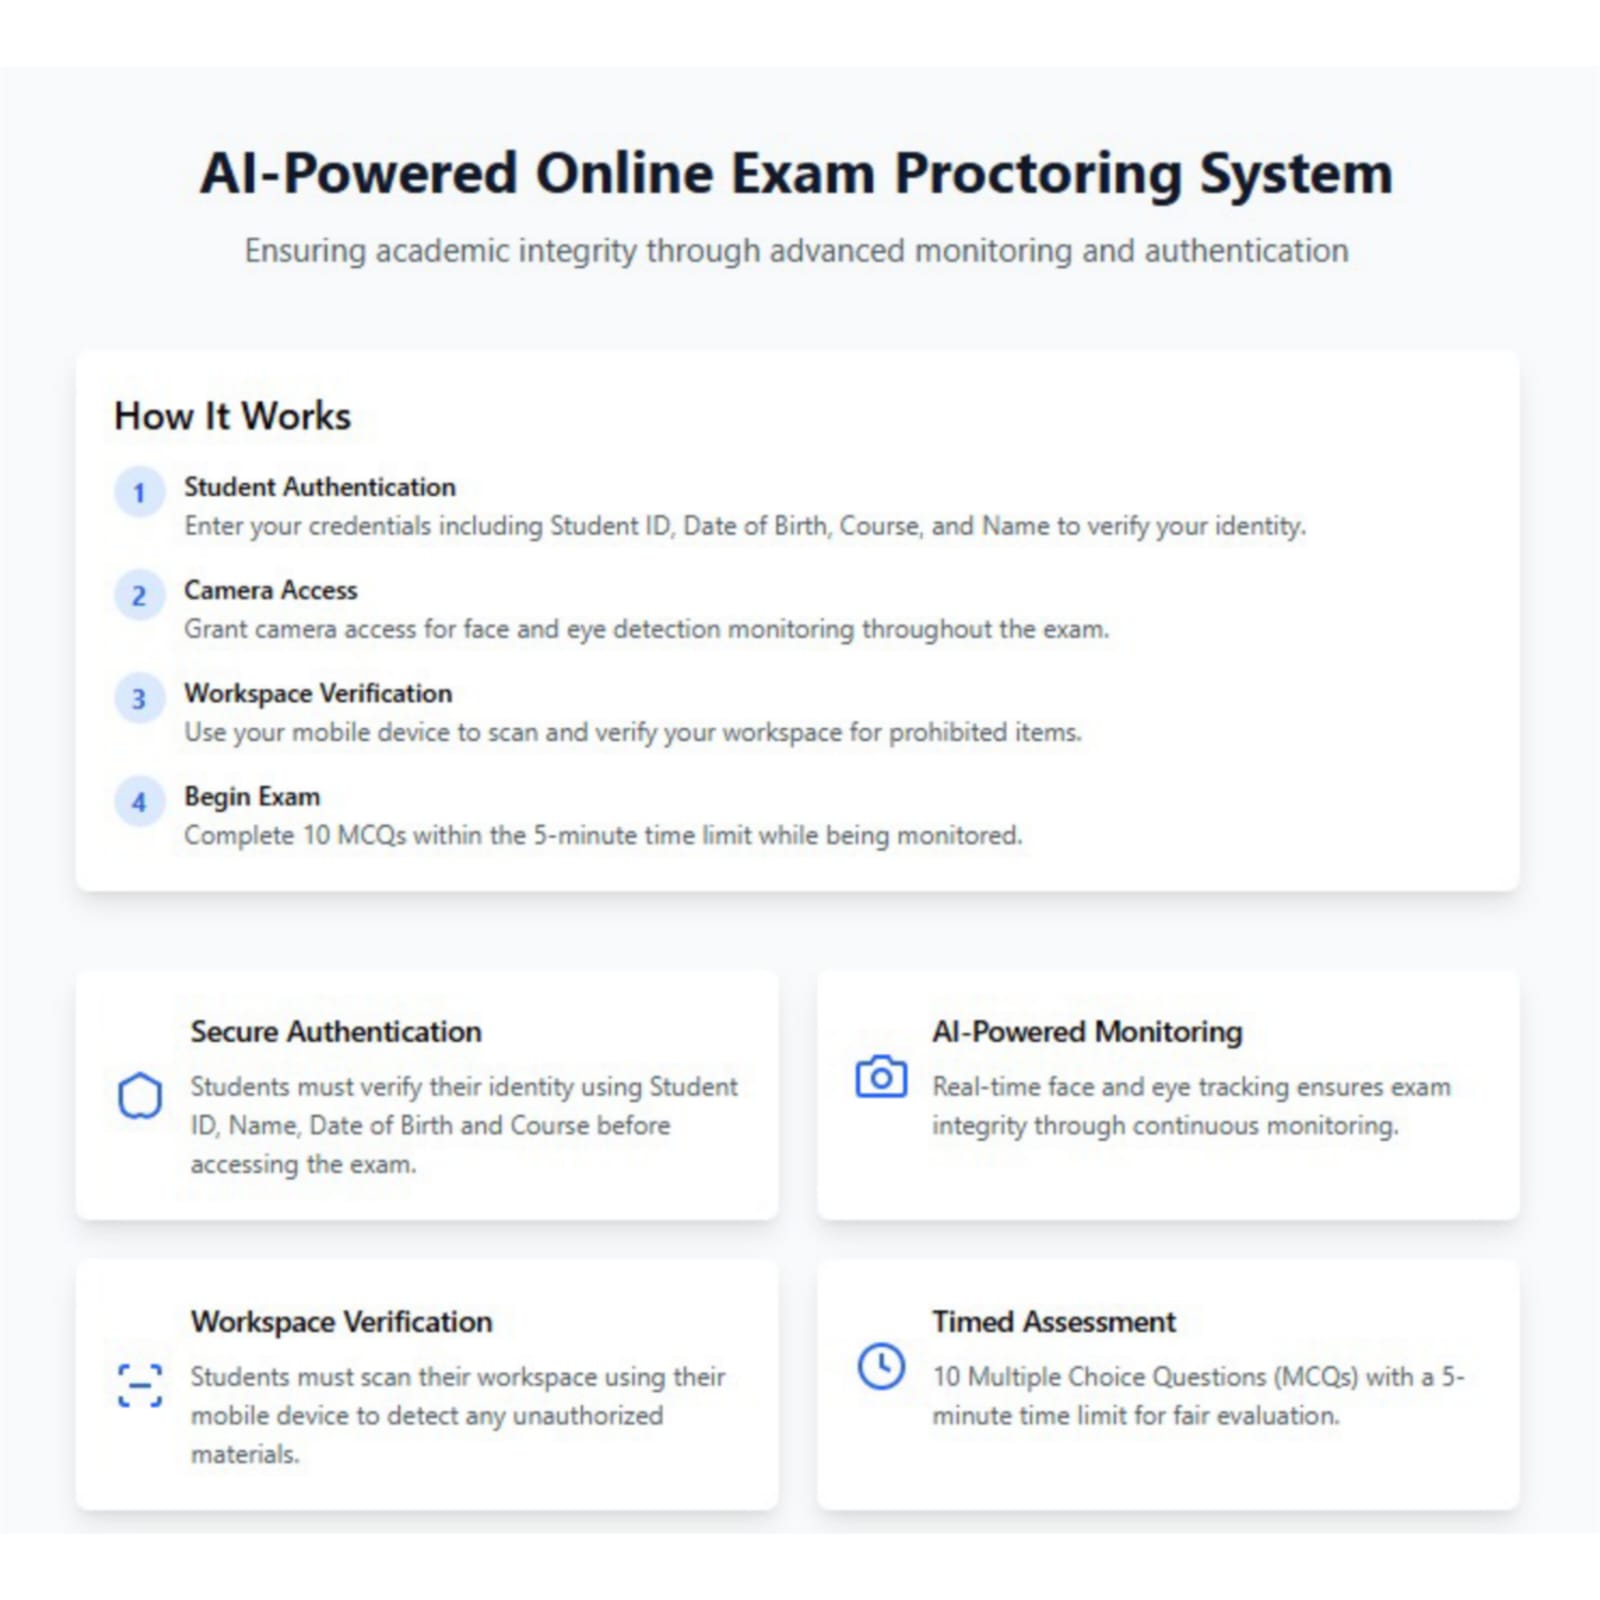 AI-Powered Online Exam Proctoring System
Ensuring academic integrity through advanced monitoring and authentication
How It Works
1
Student Authentication
Enter your credentials including Student ID, Date of Birth, Course, and Name to verify your identity.
2
Camera Access
Grant camera access for face and eye detection monitoring throughout the exam.
3
Workspace Verification
Use your mobile device to scan and verify your workspace for prohibited items.
4
Begin Exam
Complete 10 MCQs within the 5-minute time limit while being monitored.
Secure Authentication
Students must verify their identity using Student
ID, Name, Date of Birth and Course before
accessing the exam.
AI-Powered Monitoring
Real-time face and eye tracking ensures exam
integrity through continuous monitoring.
Workspace Verification
Students must scan their workspace using their
mobile device to detect any unauthorized
materials.
Timed Assessment
10 Multiple Choice Questions (MCQs) with a 5-
minute time limit for fair evaluation.